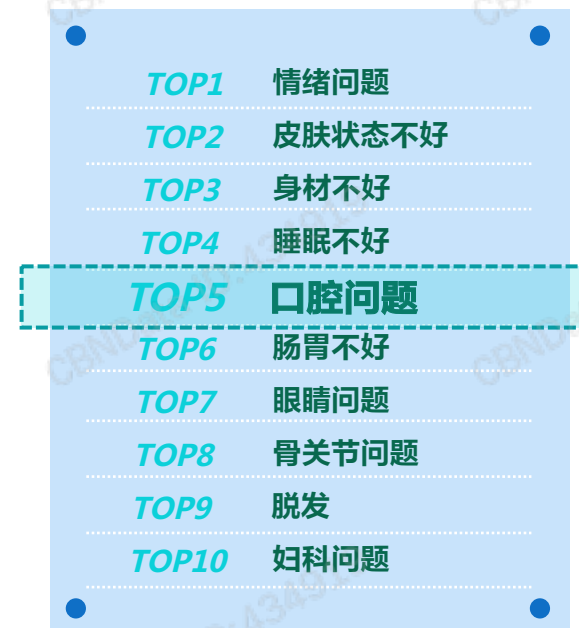 TOP1 情绪问题
TOP2 皮肤状态不好
TOP3 身材不好
TOP4 睡眠不好
TOP5 口腔问题
TOP6 肠胃不好
TOP7 眼睛问题
TOP8 骨关节问题
TOP9 脱发
TOP10 妇科问题